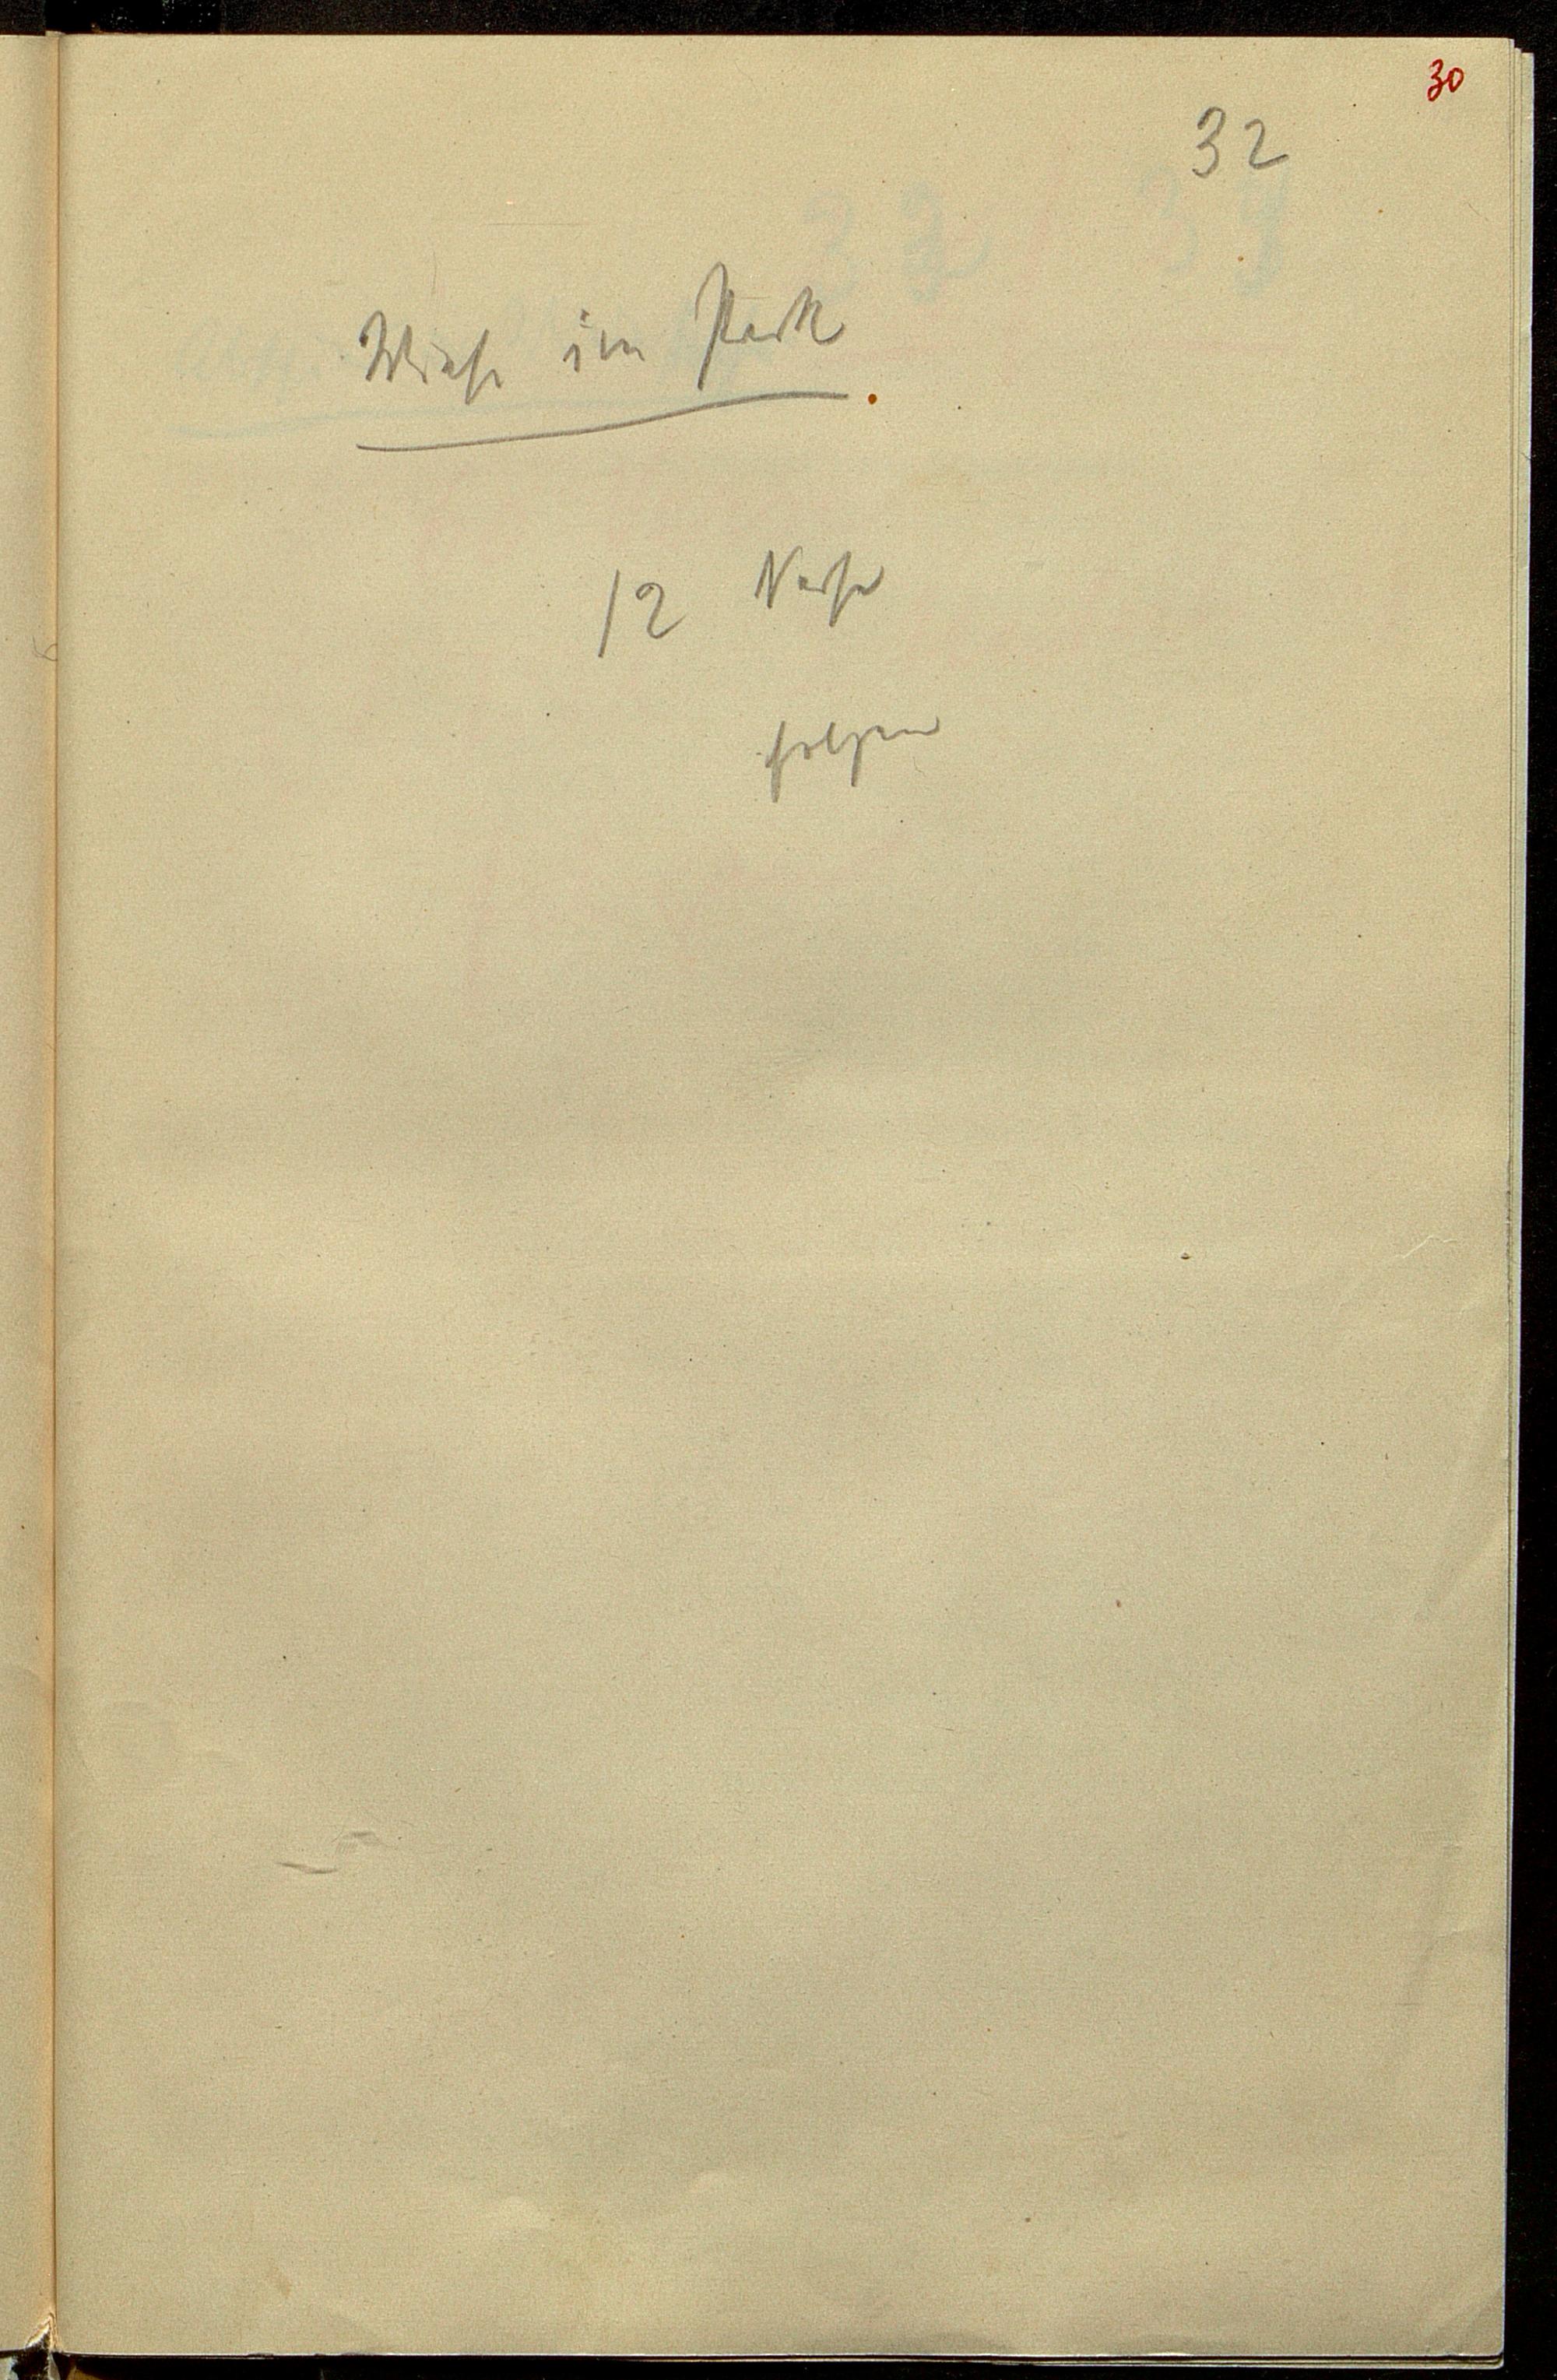 30
32
Wiese im Park
12 Verse
folgen